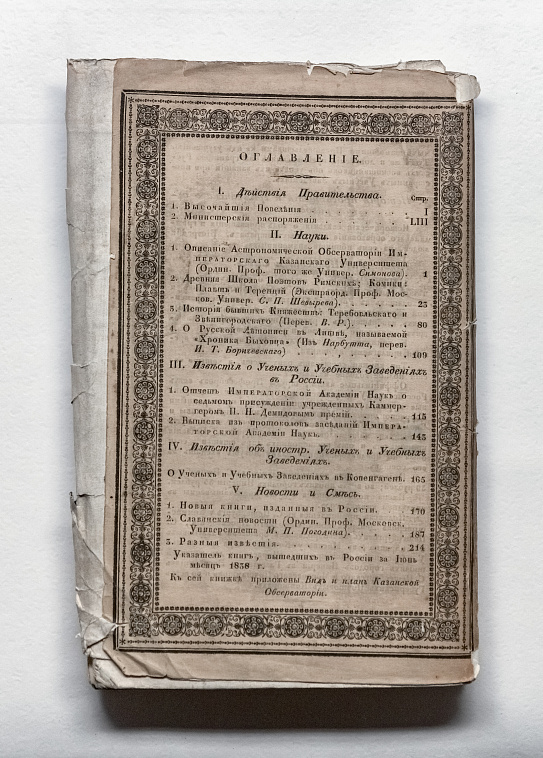 ОГЛАВЛЕНІЕ.
I. Дѣйствія Правительства.
Стр.
1. Высочайшія Повелѣнія . . . . . . . . . I
2. Министерскія распоряженія . . . . . . . LIII
II. Науки.
1. Описаніе Астрономической Обсерваторіи Им-
ператорскаго Казанскаго Университета
(Ордин. Проф. того же Универ. Симонова). 1
2. Древняя Школа Поэтовъ Римскихъ; Комики:
Плавтъ и Теренцій (Экстраорд. Проф. Мос-
ков. Универ. С. П. Шевырева). . . . . . 23
3. Исторія бывшихъ Княжествъ: Теребовльскаго и
Звѣнигородскаго (Перев. В. Р.). . . . . . 80
4. О Русской Лѣтописи въ Литвѣ, называемой
«Хроника Быховца» (Изъ Нарбутта, перев.
И. Т. Боричевскаго) . . . . . . . 109
III. Извѣстія о Ученыхъ и Учебныхъ Заведеніяхъ
въ Россіи.
1. Отчетъ Императорской Академіи Наукъ о
седьмомъ присужденіи учрежденныхъ Камер-
геромъ П. Н. Демидовымъ премій. . . . . 115
2. Выписка изъ протоколовъ засѣданій Импера-
торской Академіи Наукъ. . . . . . . 143
IV. Извѣстія объ иностр. Ученыхъ и Учебныхъ
Заведеніяхъ.
О Ученыхъ и Учебныхъ Заведеніяхъ въ Копенгагенѣ. 165
V. Новости и Смѣсь.
1. Новыя книги, изданныя въ Россіи. . . . 170
2. Славянскія новости (Ордин. Проф. Московск.
Университета М. П. Погодина). . . . . . 187
3. Разныя извѣстія. . . . . . . . . . 214
Указатель книгъ, вышедшихъ въ Россіи за Іюнь
мѣсяцъ 1838 г.
Къ сей книжкѣ приложены Видъ и планъ Казанской
Обсерваторіи.